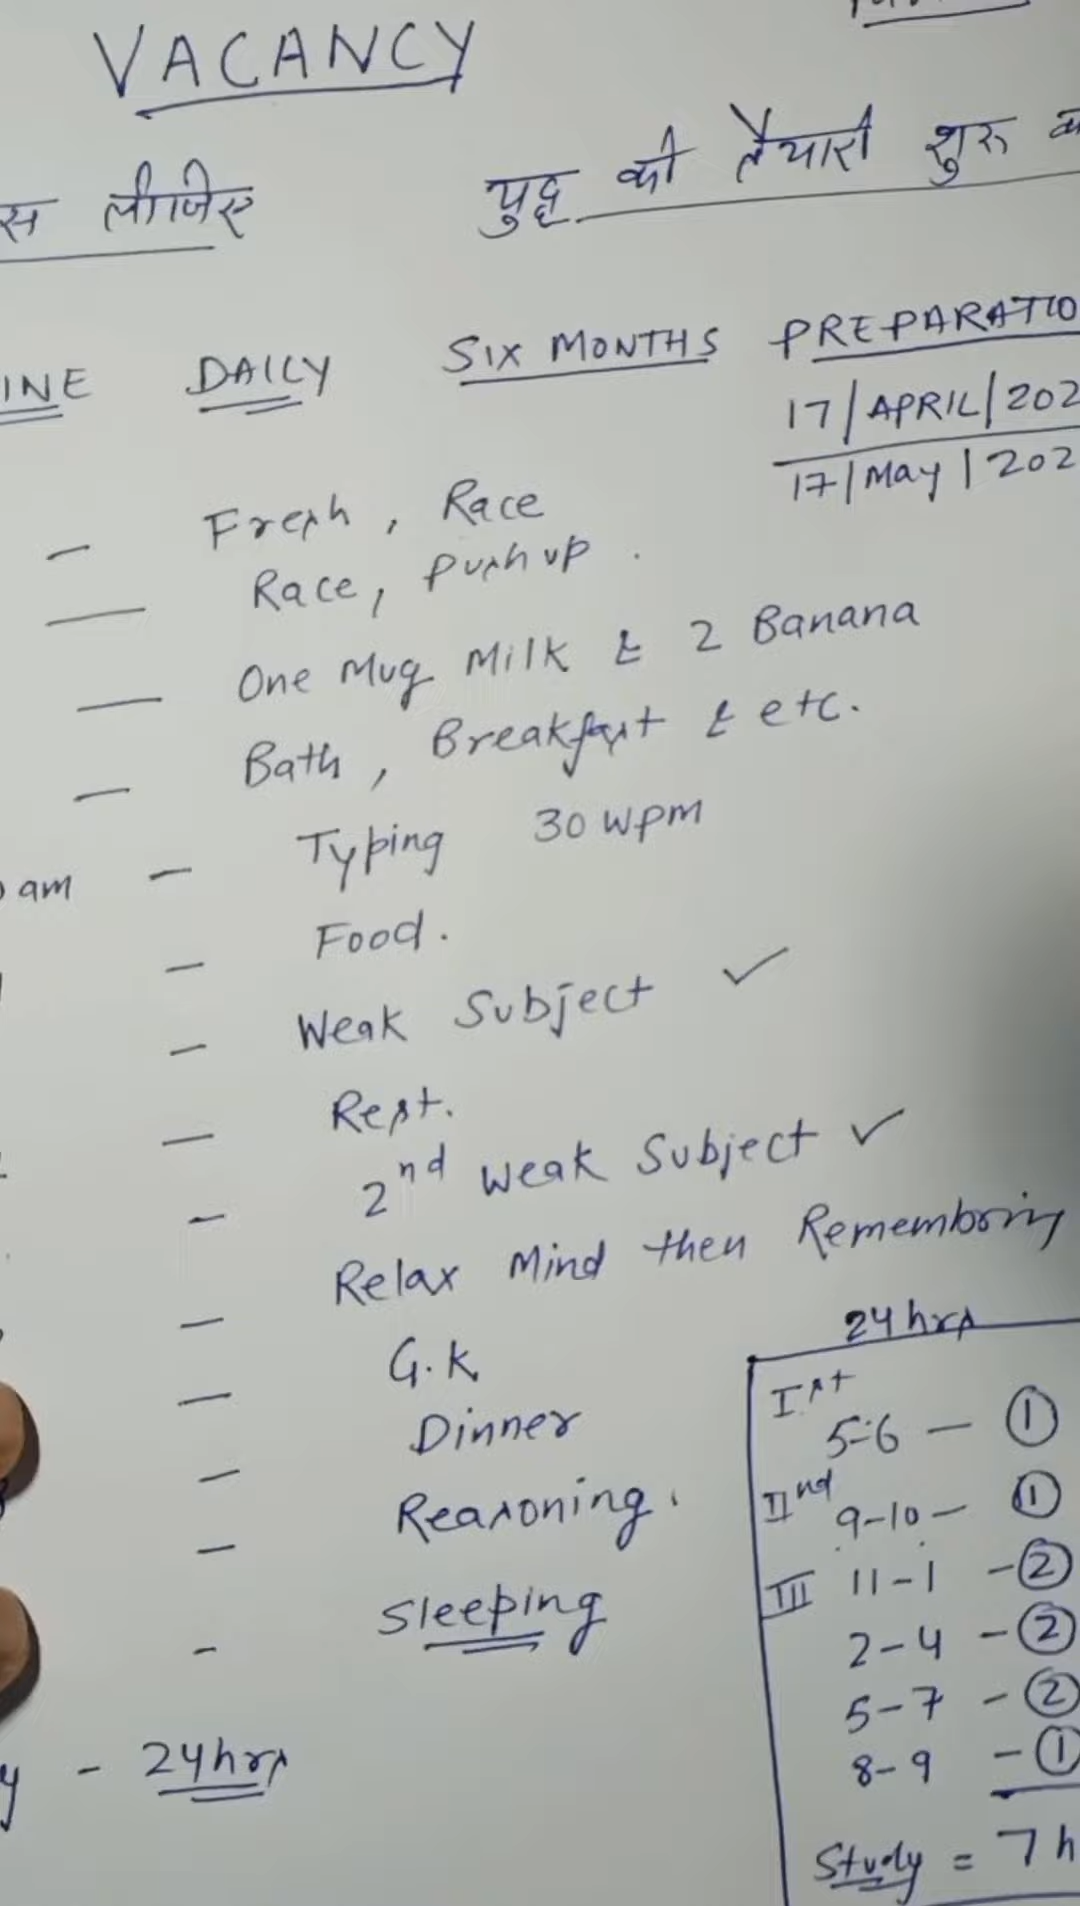 VACANCY
लीजिए
युद्ध की तैयारी शुरू
INE DAILY SIX MONTHS PREPARATIO
17/APRIL/202
17/May/202
— Fresh, Race
— Race, Push up.
— One Mug Milk & 2 Banana
— Bath, Breakfast & etc.
am — Typing 30 wpm
— Food.
— Weak Subject ✓
— Rest.
— 2nd weak Subject ✓
— Relax Mind then Remembring
— G.K
— Dinner
— Reasoning.
— Sleeping
y - 24hrs
24 hrs
Ist
5-6 — ①
IInd 9-10 — ①
III 11-1 - ②
2-4 - ②
5-7 - ②
8-9 - ①
Study = 7 h